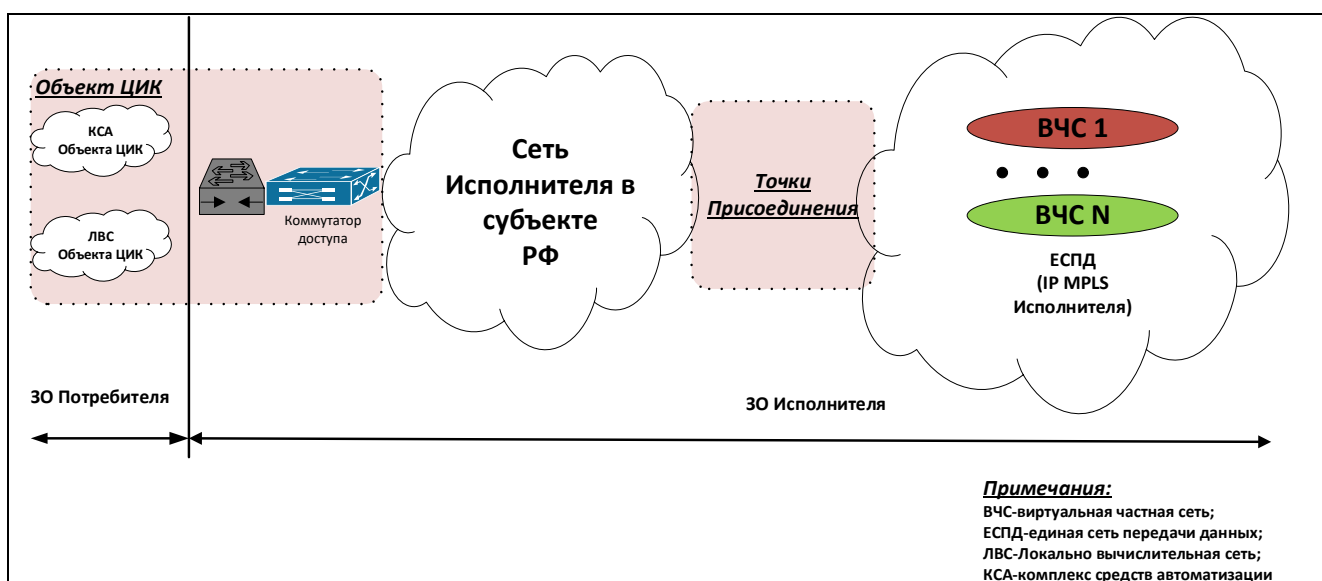 Объект ЦИК
КСА
Объекта ЦИК
ЛВС
Объекта ЦИК
Коммутатор
доступа
Сеть
Исполнителя в
субъекте
РФ
Точки
Присоединения
ВЧС 1
ВЧС N
ЕСПД
(IP MPLS
Исполнителя)
ЗО Потребителя
ЗО Исполнителя
Примечания:
ВЧС-виртуальная частная сеть;
ЕСПД-единая сеть передачи данных;
ЛВС-Локально вычислительная сеть;
КСА-комплекс средств автоматизации